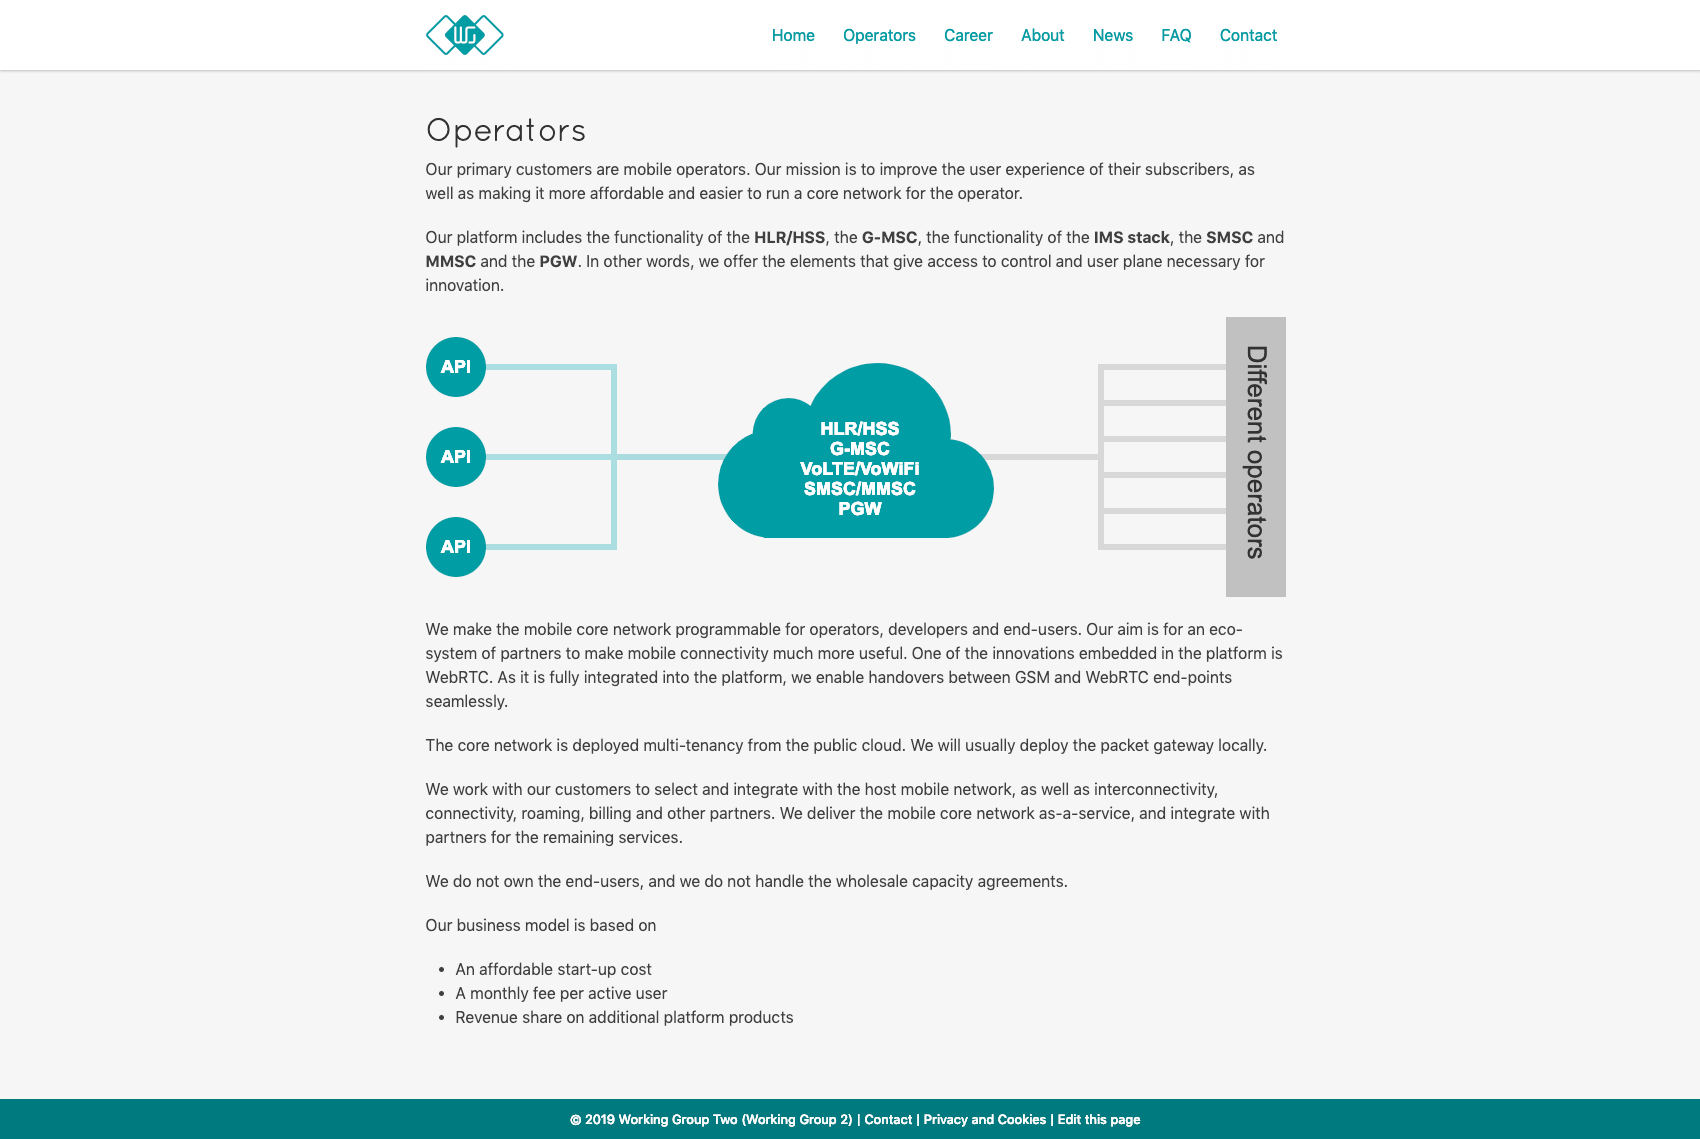 WG
Home Operators Career About News FAQ Contact
Operators
Our primary customers are mobile operators. Our mission is to improve the user experience of their subscribers, as
well as making it more affordable and easier to run a core network for the operator.
Our platform includes the functionality of the HLR/HSS, the G-MSC, the functionality of the IMS stack, the SMSC and
MMSC and the PGW. In other words, we offer the elements that give access to control and user plane necessary for
innovation.
API
API
API
HLR/HSS
G-MSC
VoLTE/VoWiFi
SMSC/MMSC
PGW
Different operators
We make the mobile core network programmable for operators, developers and end-users. Our aim is for an eco-
system of partners to make mobile connectivity much more useful. One of the innovations embedded in the platform is
WebRTC. As it is fully integrated into the platform, we enable handovers between GSM and WebRTC end-points
seamlessly.
The core network is deployed multi-tenancy from the public cloud. We will usually deploy the packet gateway locally.
We work with our customers to select and integrate with the host mobile network, as well as interconnectivity,
connectivity, roaming, billing and other partners. We deliver the mobile core network as-a-service, and integrate with
partners for the remaining services.
We do not own the end-users, and we do not handle the wholesale capacity agreements.
Our business model is based on
• An affordable start-up cost
• A monthly fee per active user
• Revenue share on additional platform products
© 2019 Working Group Two (Working Group 2) | Contact | Privacy and Cookies | Edit this page